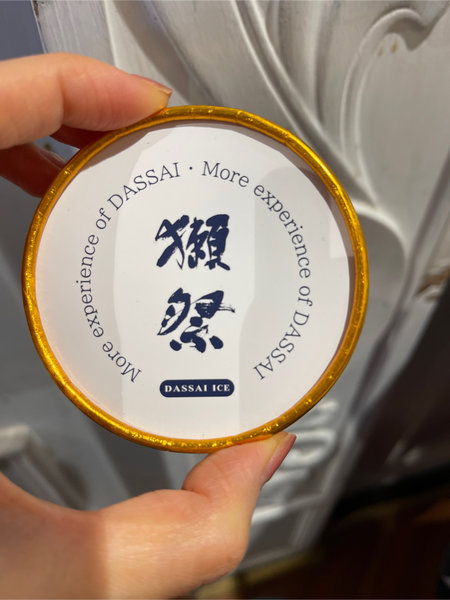 More experience of DASSAI · More experience of DASSAI
獺祭
DASSAI ICE